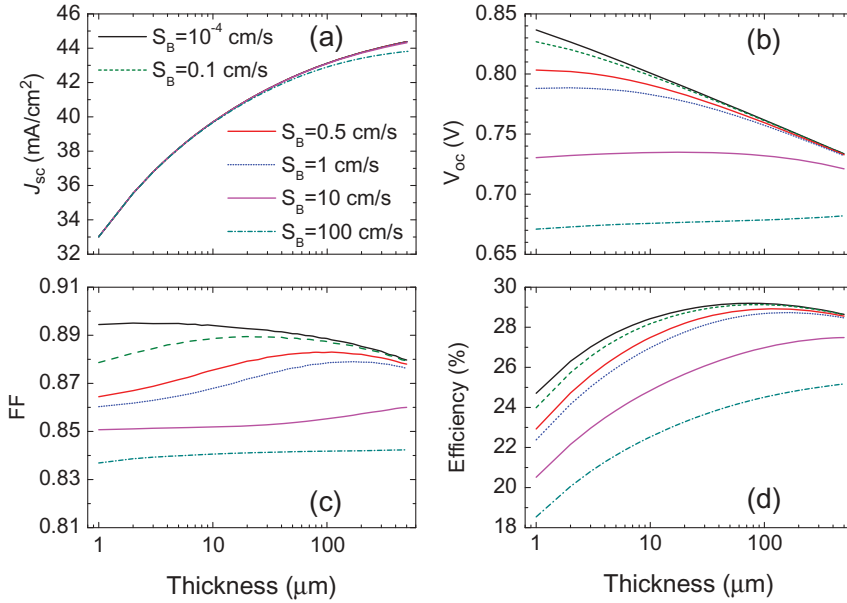 (a)
S_B=10^-4 cm/s
S_B=0.1 cm/s
S_B=0.5 cm/s
S_B=1 cm/s
S_B=10 cm/s
S_B=100 cm/s
J_sc (mA/cm^2)
46
44
42
40
38
36
34
32
(b)
V_oc (V)
0.85
0.80
0.75
0.70
0.65
(c)
FF
0.91
0.89
0.87
0.85
0.83
0.81
1
10
100
Thickness (μm)
(d)
Efficiency (%)
30
28
26
24
22
20
18
1
10
100
Thickness (μm)